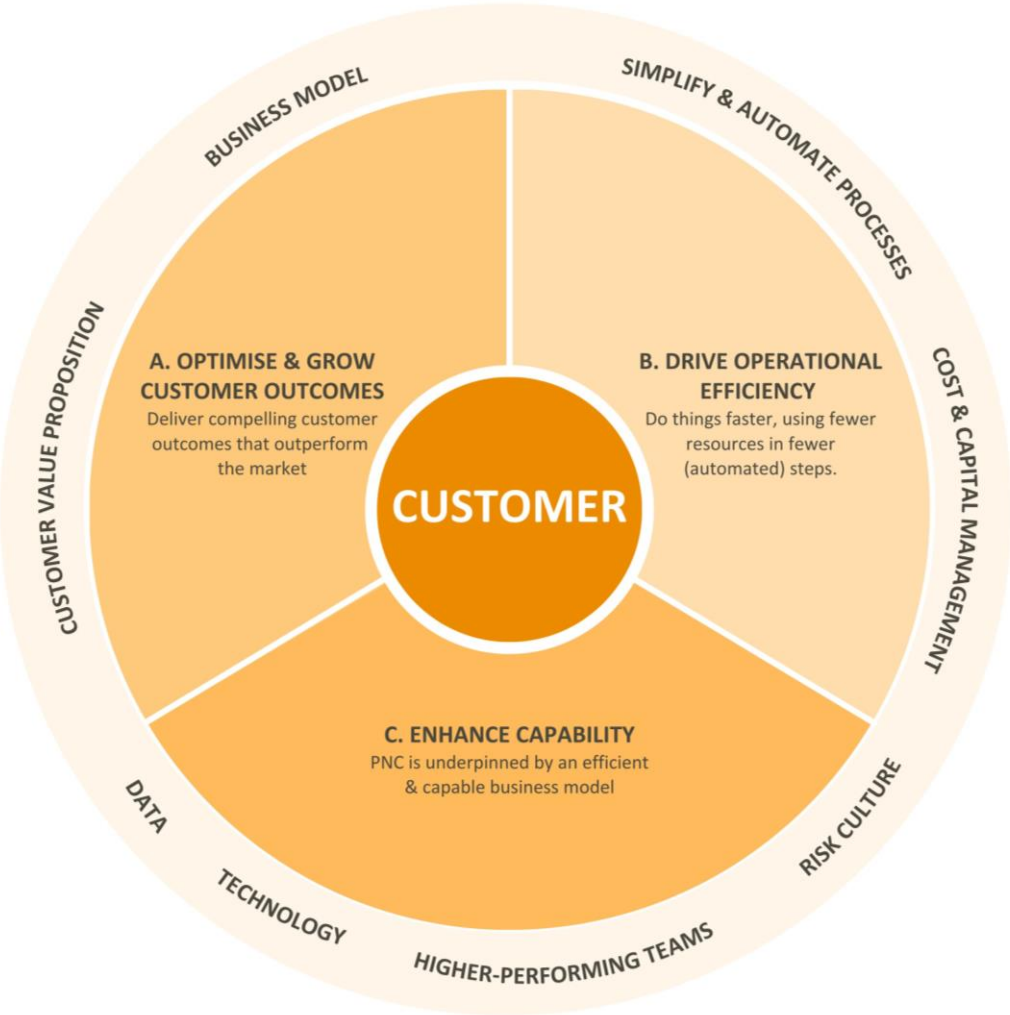 BUSINESS MODEL
SIMPLIFY & AUTOMATE PROCESSES
CUSTOMER VALUE PROPOSITION
COST & CAPITAL MANAGEMENT
A. OPTIMISE & GROW
CUSTOMER OUTCOMES
Deliver compelling customer
outcomes that outperform
the market
B. DRIVE OPERATIONAL
EFFICIENCY
Do things faster, using fewer
resources in fewer
(automated) steps.
CUSTOMER
C. ENHANCE CAPABILITY
PNC is underpinned by an efficient
& capable business model
DATA
TECHNOLOGY
HIGHER-PERFORMING TEAMS
RISK CULTURE